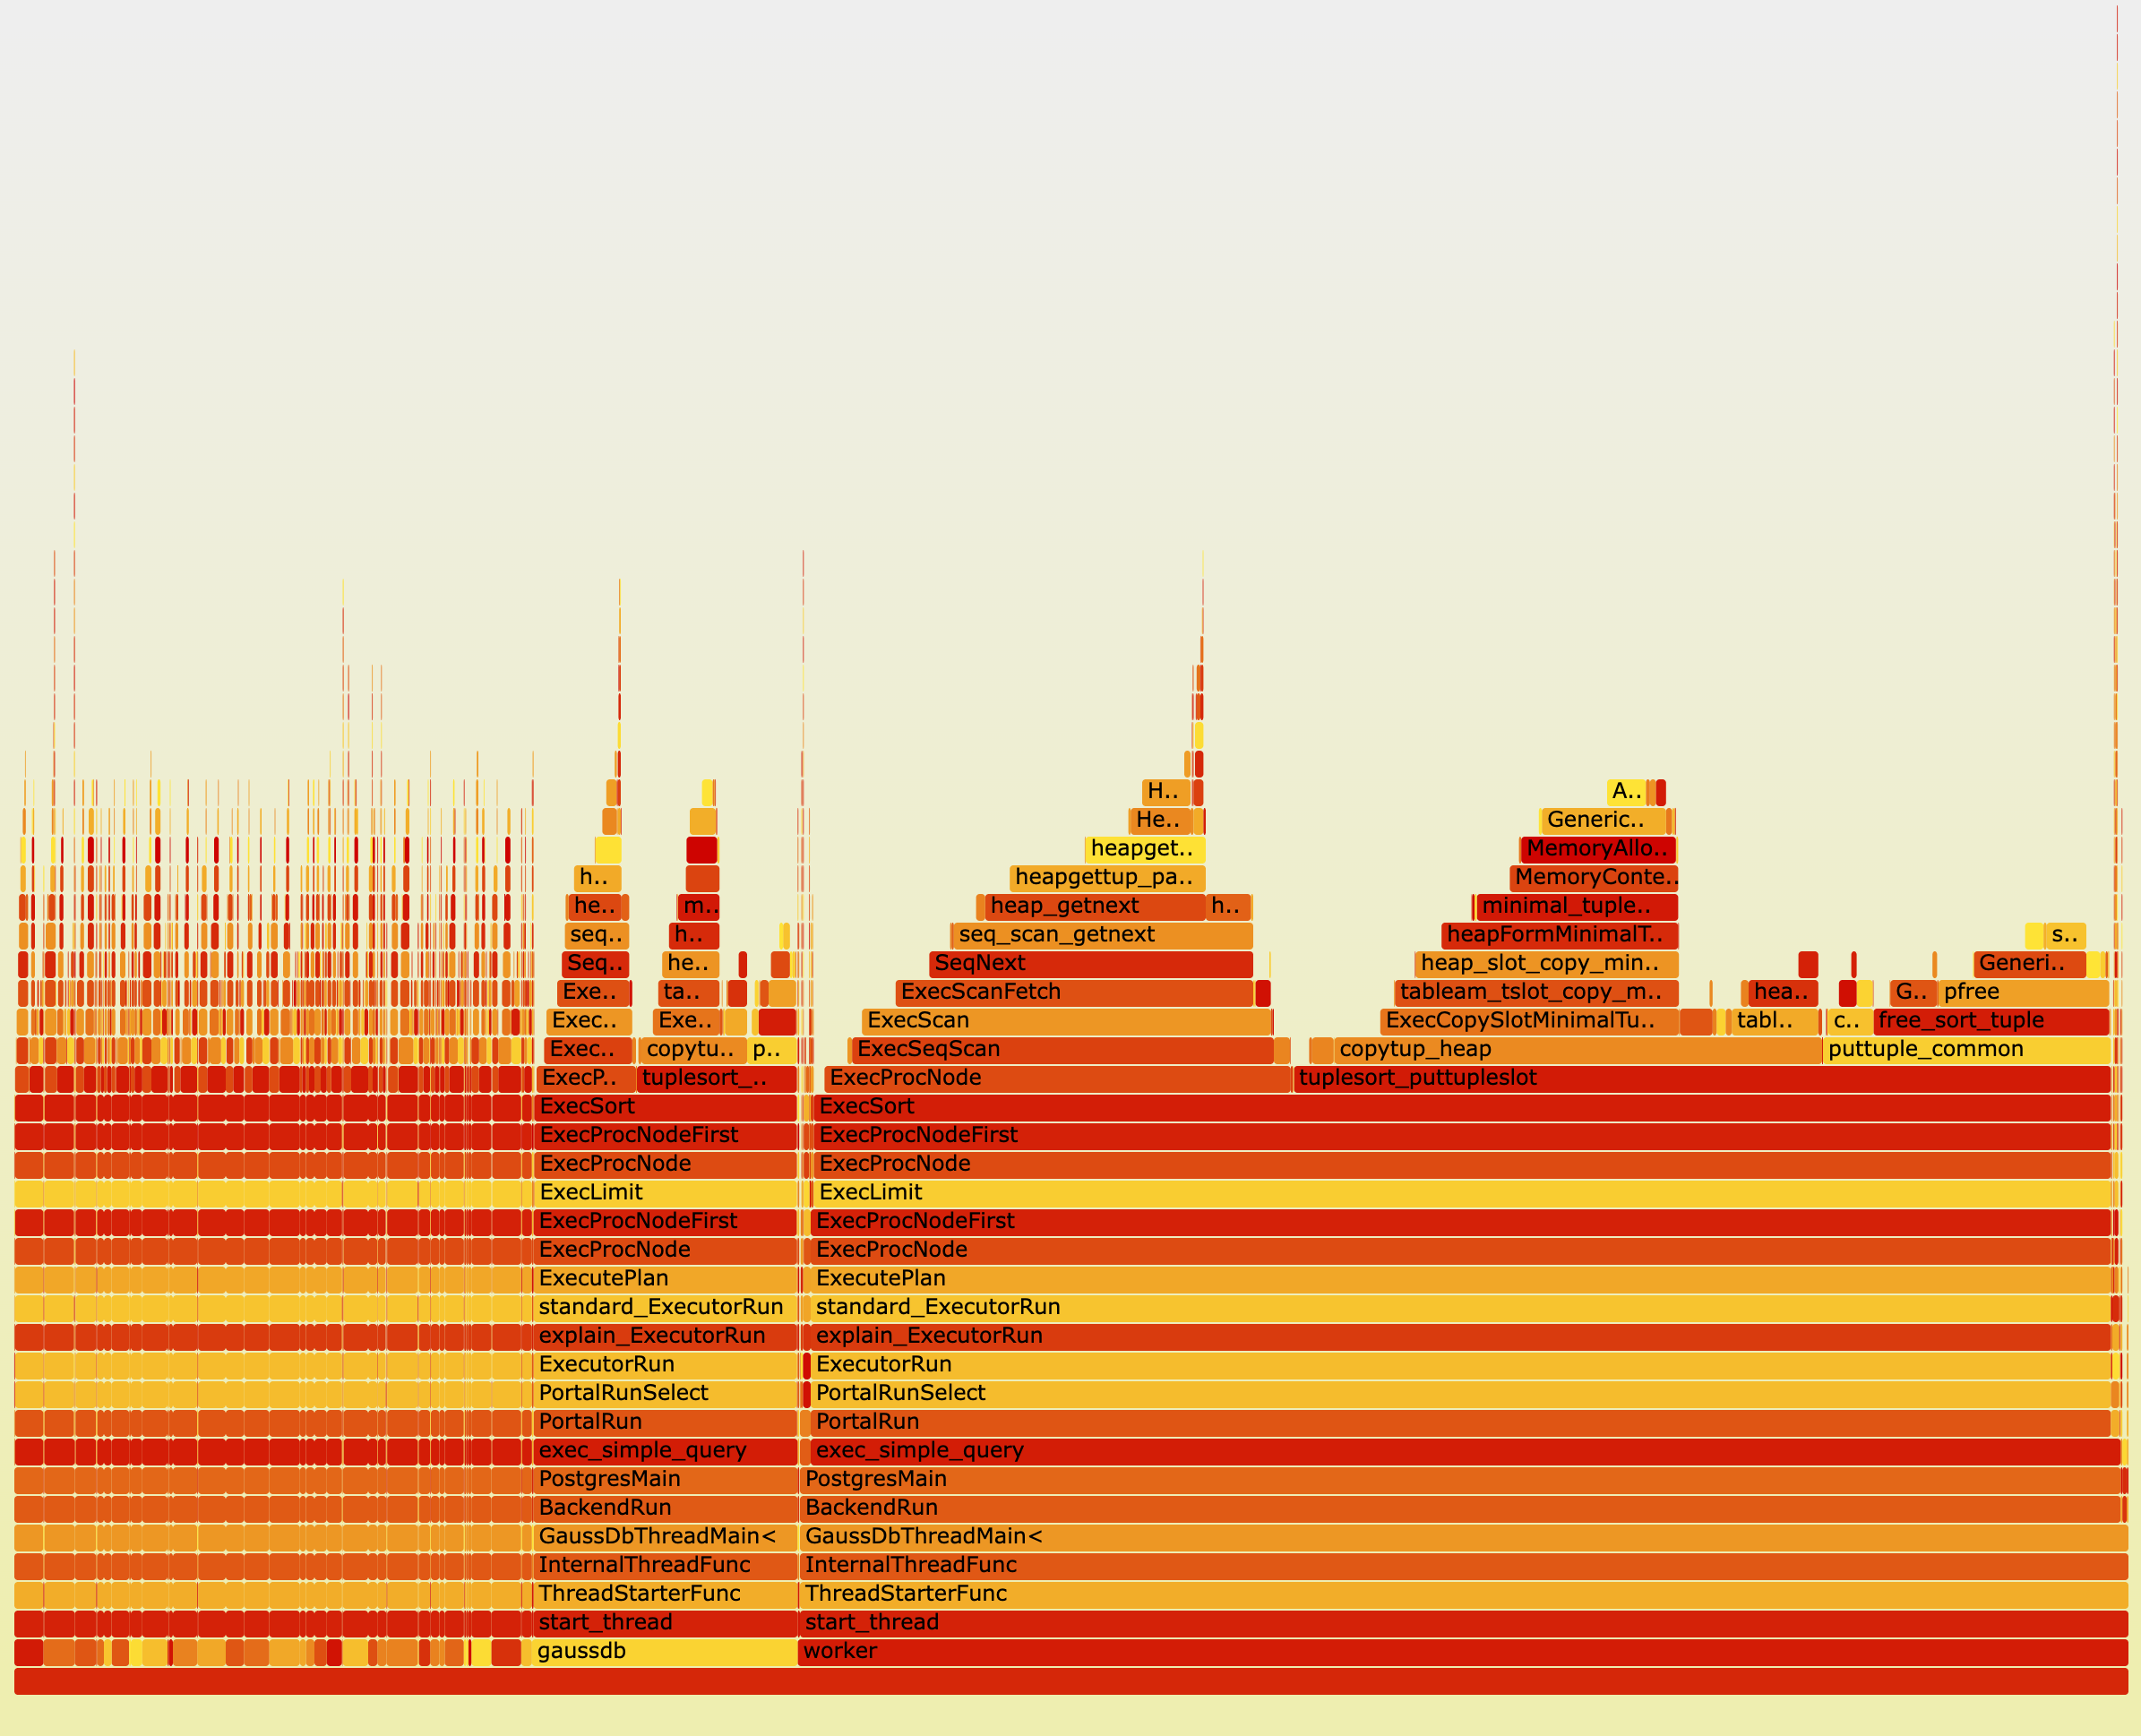 H..
A..
He..
Generic..
heapget..
MemoryAllo..
h..
heapgettup_pa..
MemoryConte..
he..
m..
heap_getnext
h..
minimal_tuple..
seq..
h..
seq_scan_getnext
heapFormMinimalT..
s..
Seq..
he..
SeqNext
heap_slot_copy_min..
Generi..
Exe..
ta..
ExecScanFetch
tableam_tslot_copy_m..
hea..
G..
pfree
Exec..
Exe..
ExecScan
ExecCopySlotMinimalTu..
tabl..
c..
free_sort_tuple
Exec..
copytu..
p..
ExecSeqScan
copytup_heap
puttuple_common
ExecP..
tuplesort_..
ExecProcNode
tuplesort_puttupleslot
ExecSort
ExecSort
ExecProcNodeFirst
ExecProcNodeFirst
ExecProcNode
ExecProcNode
ExecLimit
ExecLimit
ExecProcNodeFirst
ExecProcNodeFirst
ExecProcNode
ExecProcNode
ExecutePlan
ExecutePlan
standard_ExecutorRun
standard_ExecutorRun
explain_ExecutorRun
explain_ExecutorRun
ExecutorRun
ExecutorRun
PortalRunSelect
PortalRunSelect
PortalRun
PortalRun
exec_simple_query
exec_simple_query
PostgresMain
PostgresMain
BackendRun
BackendRun
GaussDbThreadMain<
GaussDbThreadMain<
InternalThreadFunc
InternalThreadFunc
ThreadStarterFunc
ThreadStarterFunc
start_thread
start_thread
gaussdb
worker